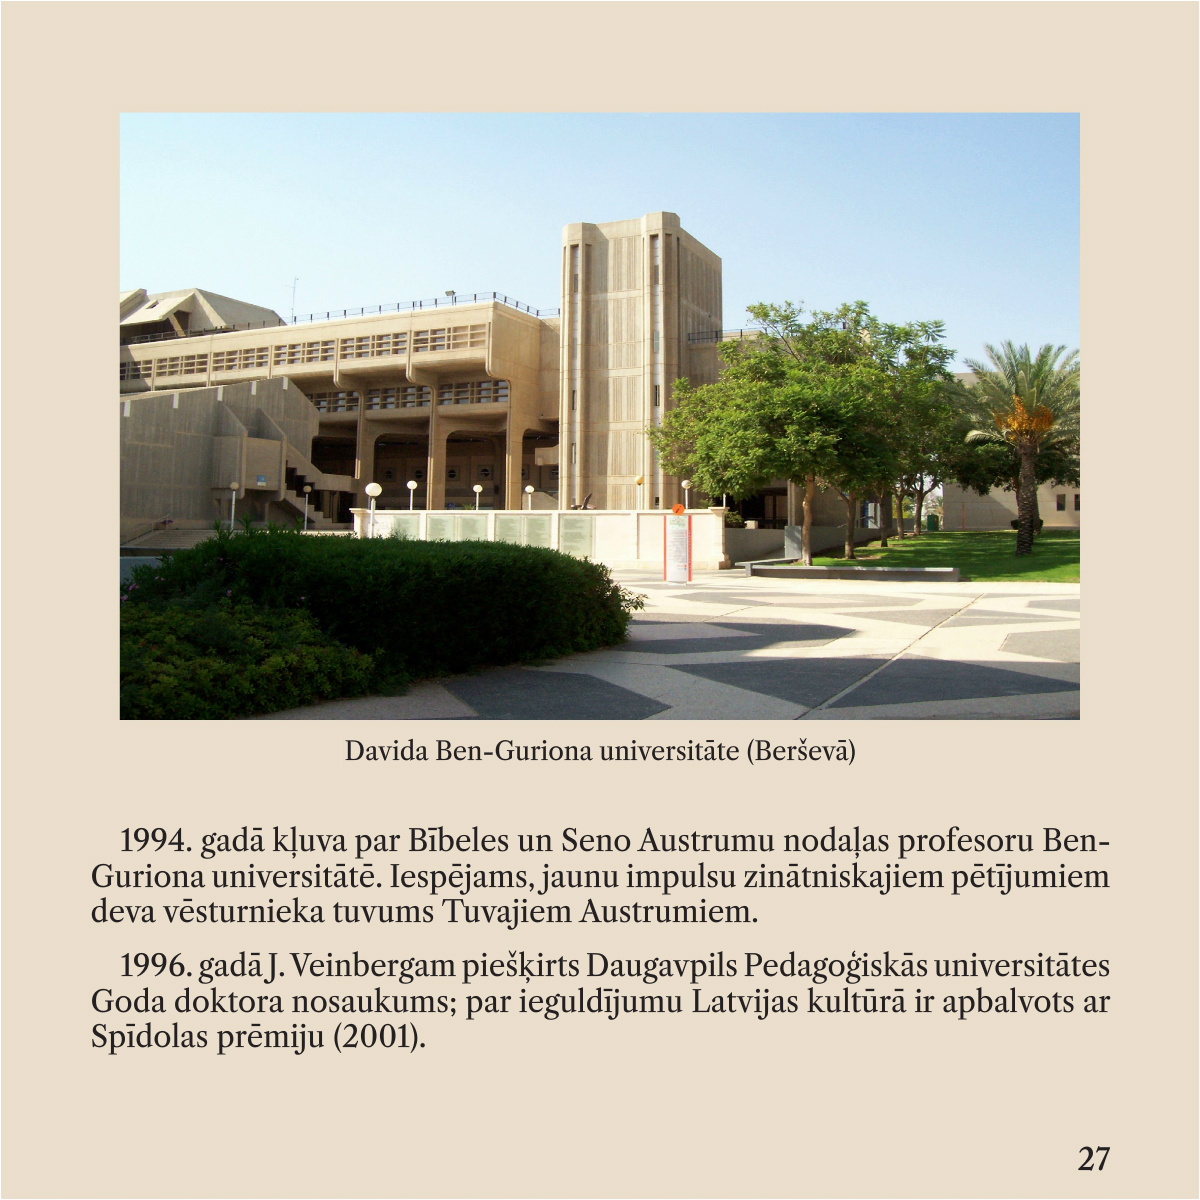 Davida Ben-Guriona universitāte (Berševā)
1994. gadā kļuva par Bībeles un Seno Austrumu nodaļas profesoru Ben-
Guriona universitātē. Iespējams, jaunu impulsu zinātniskajiem pētījumiem
deva vēsturnieka tuvums Tuvajiem Austrumiem.
1996. gadā J. Veinbergam piešķirts Daugavpils Pedagoģiskās universitātes
Goda doktora nosaukums; par ieguldījumu Latvijas kultūrā ir apbalvots ar
Spīdolas prēmiju (2001).
27